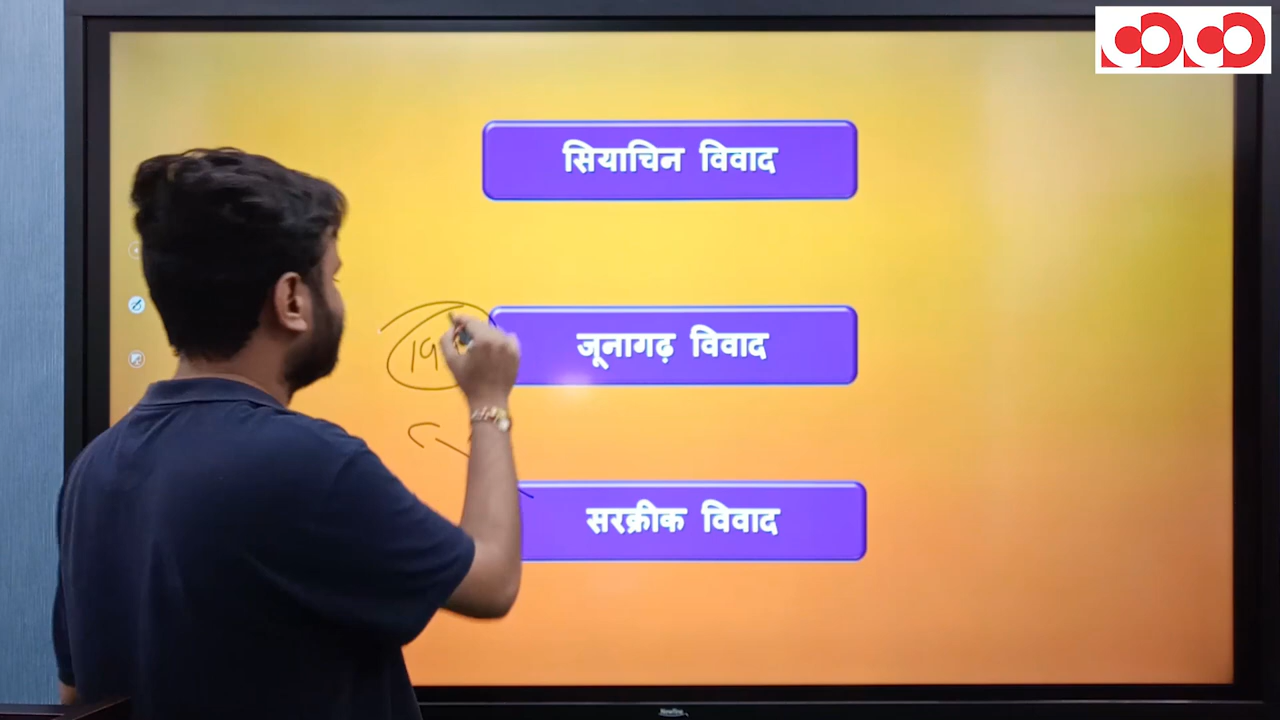 सियाचिन विवाद
जूनागढ़ विवाद
सरक्रीक विवाद